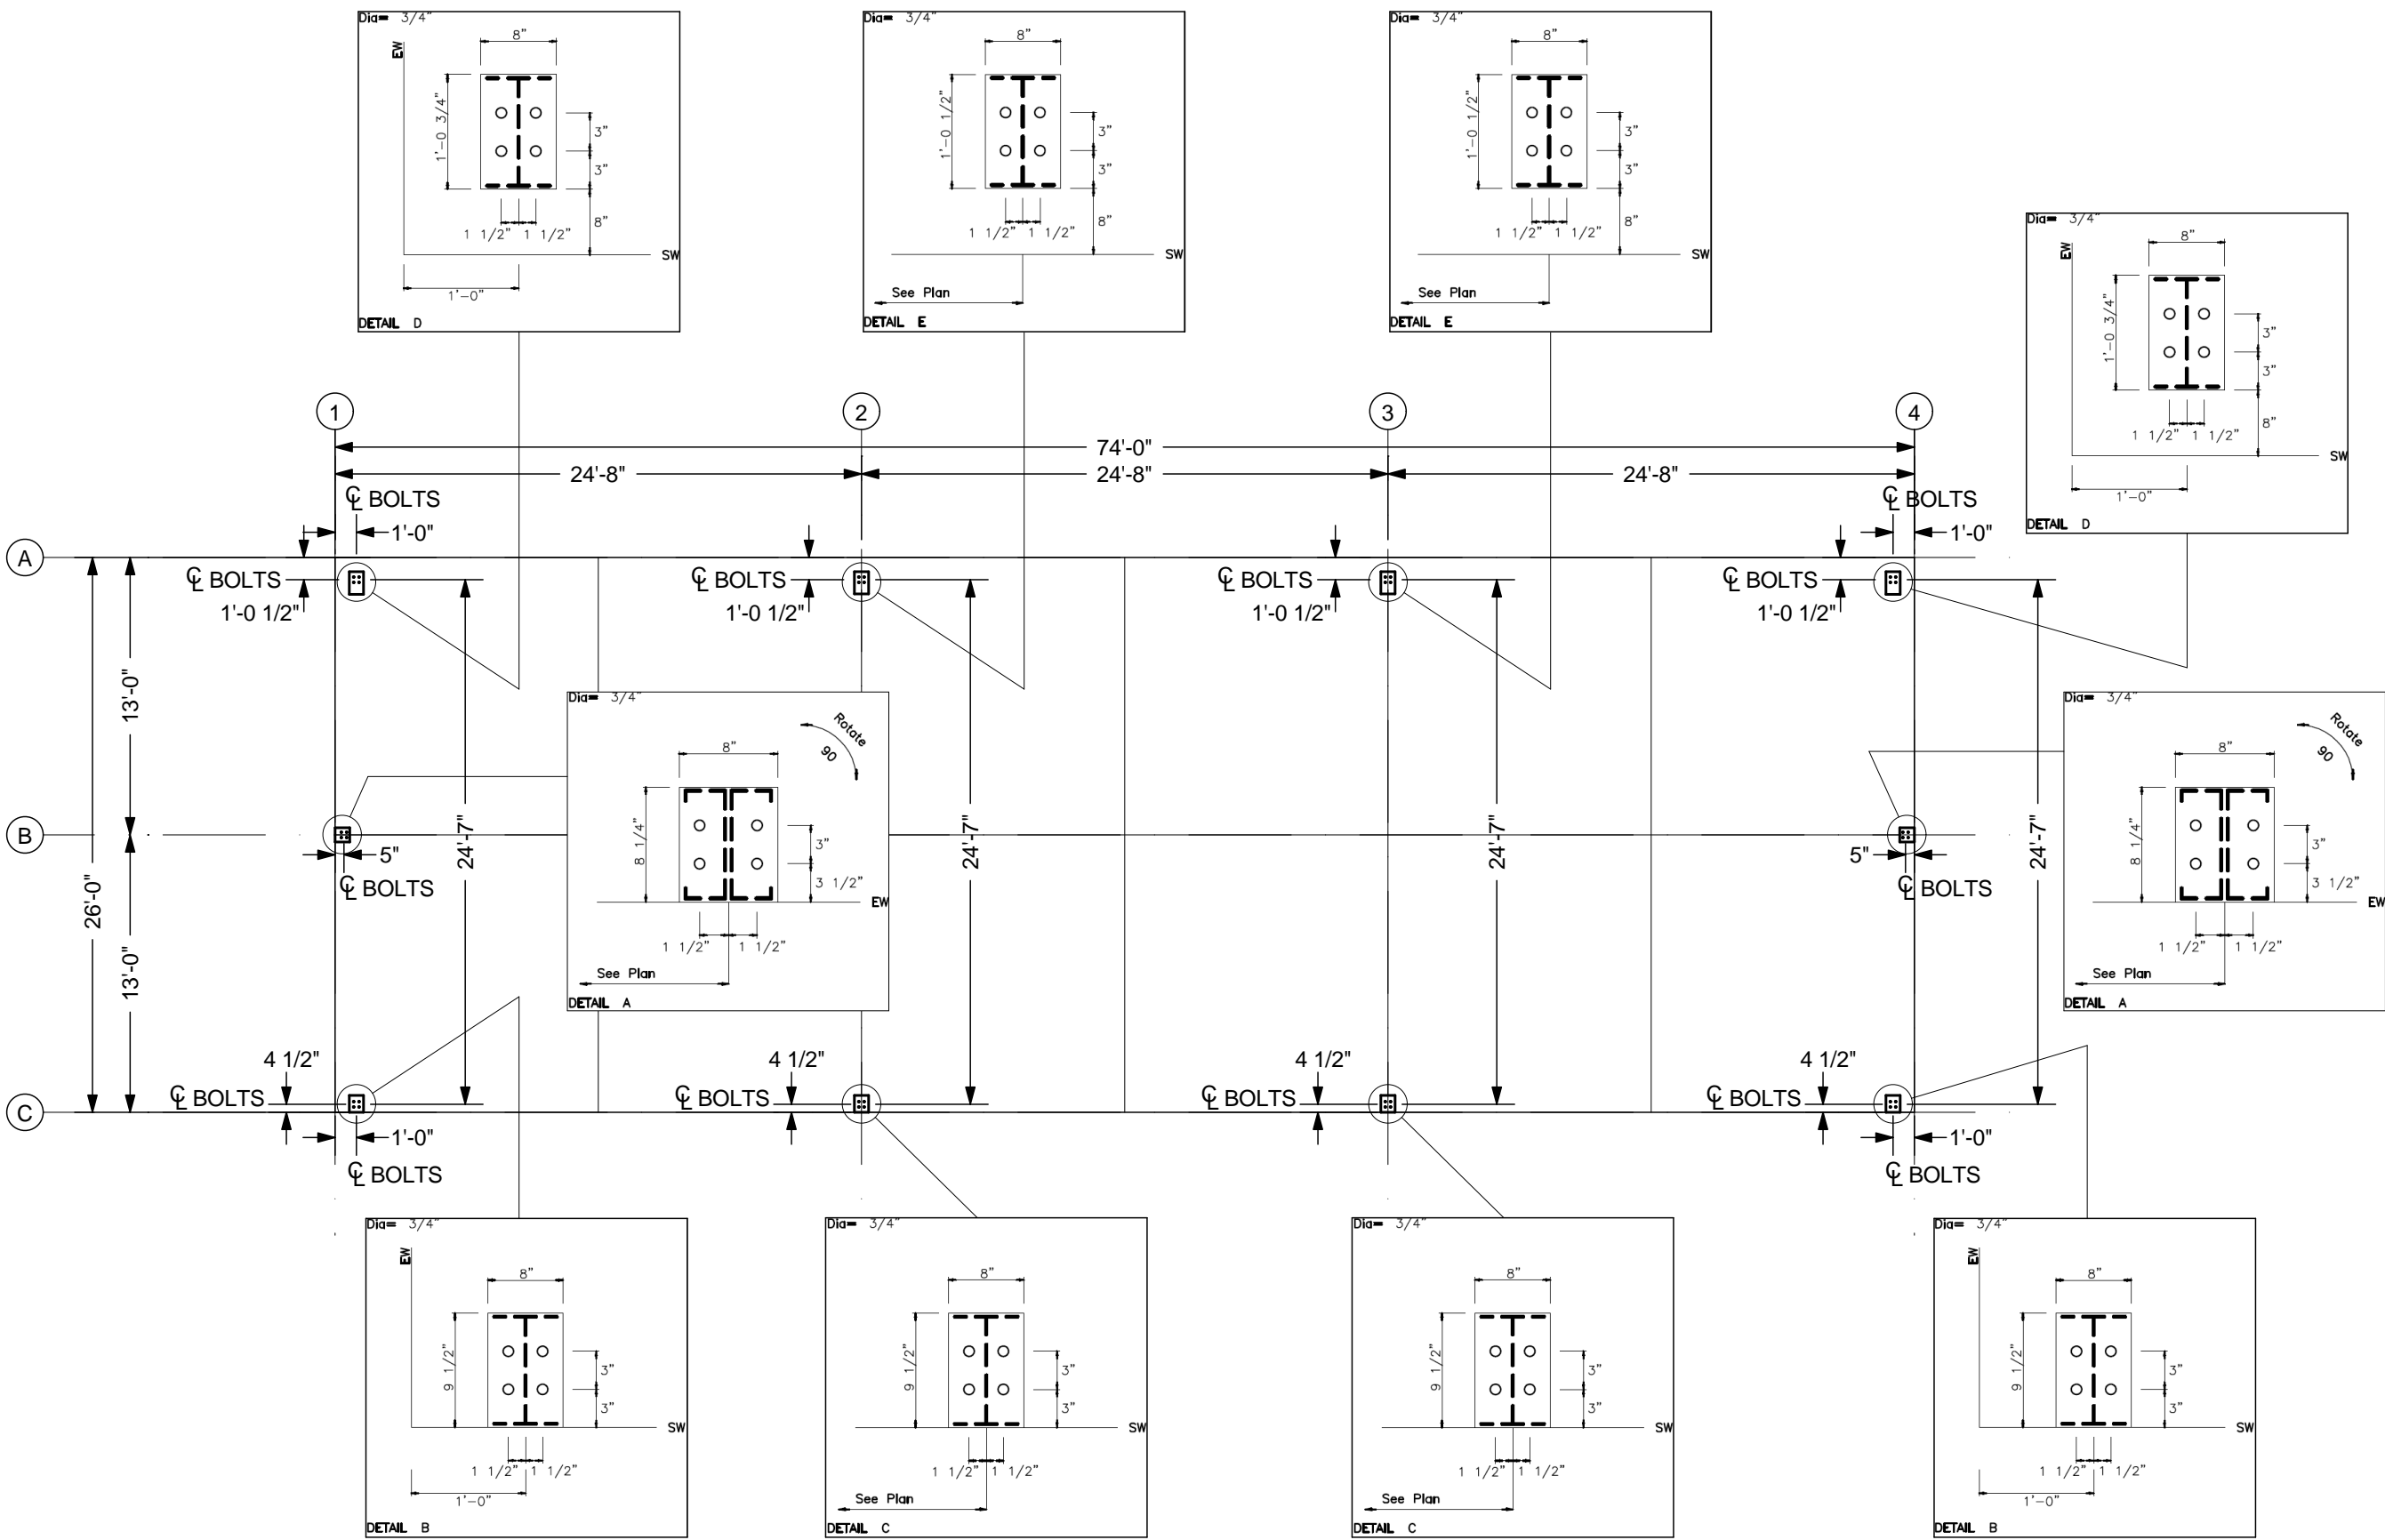 Dia= 3/4"
8"
EW
1'-0 3/4"
3"
3"
8"
1 1/2" 1 1/2"
SW
1'-0"
DETAIL D
Dia= 3/4"
8"
1'-0 1/2"
3"
3"
8"
1 1/2" 1 1/2"
SW
See Plan
DETAIL E
Dia= 3/4"
8"
1'-0 1/2"
3"
3"
8"
1 1/2" 1 1/2"
SW
See Plan
DETAIL E
Dia= 3/4"
8"
EW
1'-0 3/4"
3"
3"
8"
1 1/2" 1 1/2"
SW
1'-0"
DETAIL D
1
2
3
4
74'-0"
24'-8"
24'-8"
24'-8"
℄ BOLTS
1'-0"
℄ BOLTS
1'-0"
A
℄ BOLTS
1'-0 1/2"
℄ BOLTS
1'-0 1/2"
℄ BOLTS
1'-0 1/2"
℄ BOLTS
1'-0 1/2"
13'-0"
26'-0"
13'-0"
24'-7"
24'-7"
24'-7"
24'-7"
Dia= 3/4"
Rotate
90
8"
8 1/4"
3"
3 1/2"
EW
1 1/2" 1 1/2"
See Plan
DETAIL A
Dia= 3/4"
Rotate
90
8"
8 1/4"
3"
3 1/2"
EW
1 1/2" 1 1/2"
See Plan
DETAIL A
B
5"
℄ BOLTS
5"
℄ BOLTS
4 1/2"
℄ BOLTS
4 1/2"
℄ BOLTS
4 1/2"
℄ BOLTS
4 1/2"
℄ BOLTS
C
1'-0"
℄ BOLTS
1'-0"
℄ BOLTS
Dia= 3/4"
EW
8"
9 1/2"
3"
3"
SW
1 1/2" 1 1/2"
1'-0"
DETAIL B
Dia= 3/4"
8"
9 1/2"
3"
3"
SW
1 1/2" 1 1/2"
See Plan
DETAIL C
Dia= 3/4"
8"
9 1/2"
3"
3"
SW
1 1/2" 1 1/2"
See Plan
DETAIL C
Dia= 3/4"
EW
8"
9 1/2"
3"
3"
SW
1 1/2" 1 1/2"
1'-0"
DETAIL B